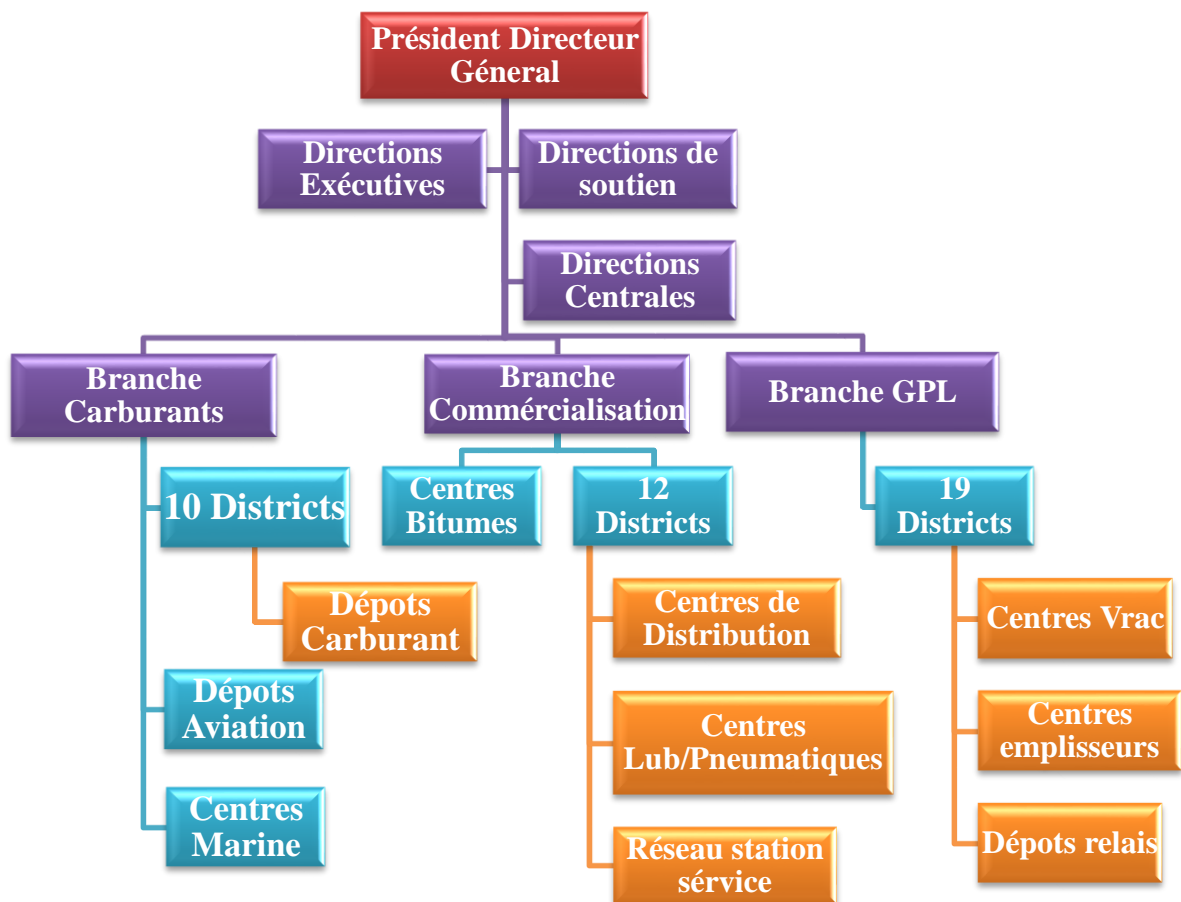 Président Directeur
Géneral
Directions
Exécutives
Directions de
soutien
Directions
Centrales
Branche
Carburants
Branche
Commércialisation
Branche GPL
10 Districts
Dépots
Carburant
Dépots
Aviation
Centres
Marine
Centres
Bitumes
12
Districts
Centres de
Distribution
Centres
Lub/Pneumatiques
Réseau station
sérvice
19
Districts
Centres Vrac
Centres
emplisseurs
Dépots relais